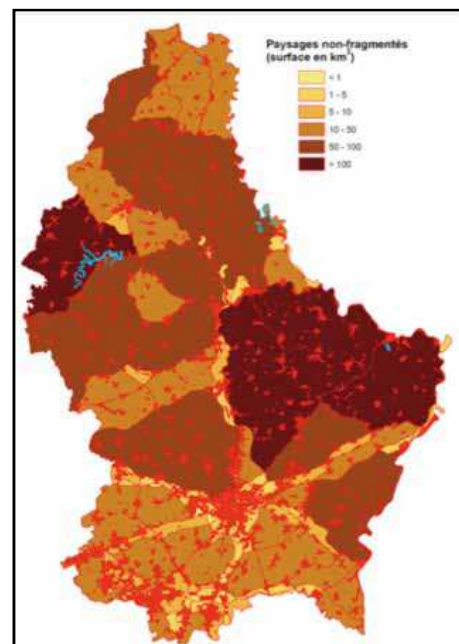 Paysages non-fragmentés
(surface en km²)
< 1
1 - 5
5 - 10
10 - 50
50 - 100
> 100